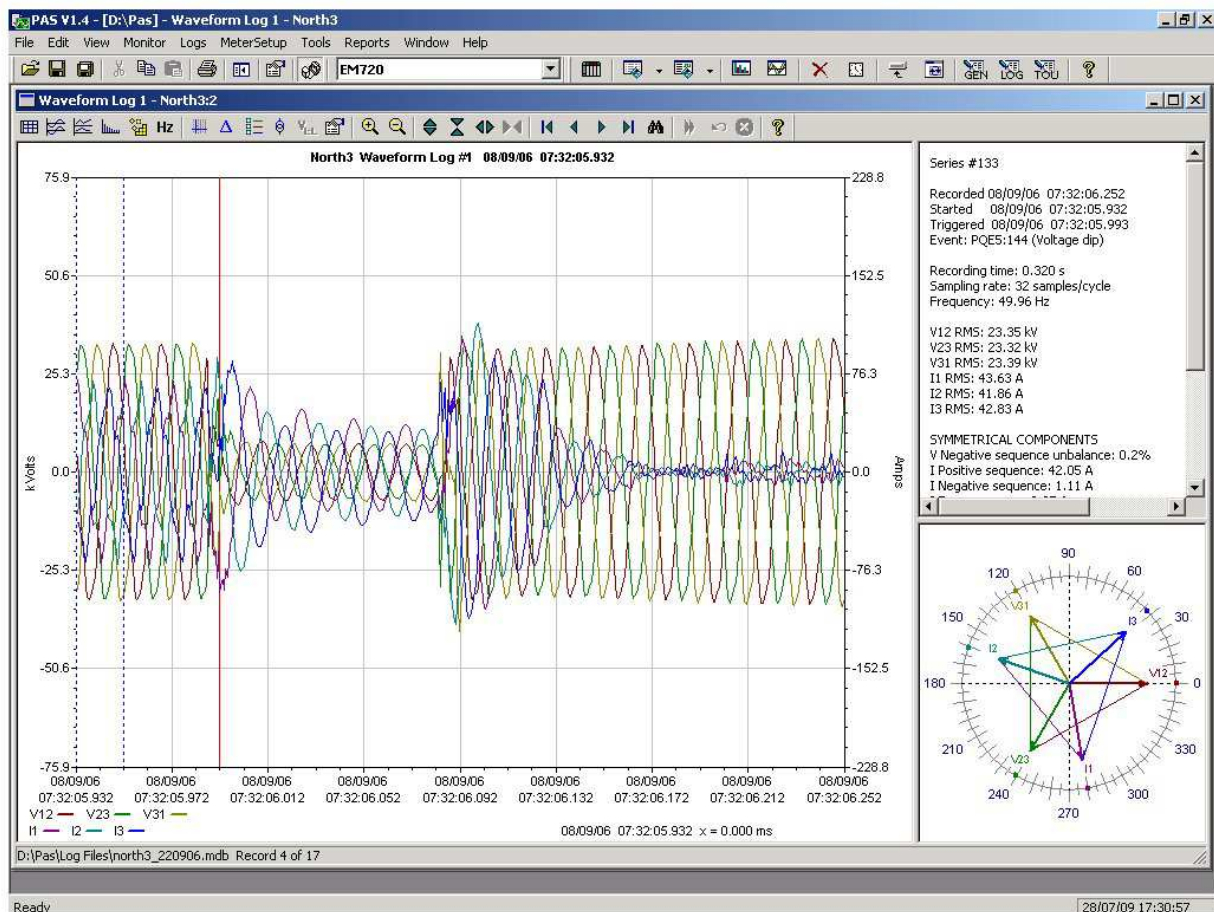 PAS V1.4 - [D:\Pas] - Waveform Log 1 - North3
File Edit View Monitor Logs MeterSetup Tools Reports Window Help
EM720
GEN LOG TOU
Waveform Log 1 - North3:2
Hz
North3 Waveform Log #1 08/09/06 07:32:05.932
75.9 228.8
50.6 152.5
25.3 76.3
0.0 0.0
kVolts Amps
-25.3 -76.3
-50.6 -152.5
-75.9 -228.8
08/09/06 08/09/06 08/09/06 08/09/06 08/09/06 08/09/06 08/09/06 08/09/06 08/09/06
07:32:05.932 07:32:05.972 07:32:06.012 07:32:06.052 07:32:06.092 07:32:06.132 07:32:06.172 07:32:06.212 07:32:06.252
V12 V23 V31
I1 I2 I3
08/09/06 07:32:05.932 x = 0.000 ms
Series #133
Recorded 08/09/06 07:32:06.252
Started 08/09/06 07:32:05.932
Triggered 08/09/06 07:32:05.993
Event: PQE5:144 (Voltage dip)
Recording time: 0.320 s
Sampling rate: 32 samples/cycle
Frequency: 49.96 Hz
V12 RMS: 23.35 kV
V23 RMS: 23.32 kV
V31 RMS: 23.39 kV
I1 RMS: 43.63 A
I2 RMS: 41.86 A
I3 RMS: 42.83 A
SYMMETRICAL COMPONENTS
V Negative sequence unbalance: 0.2%
I Positive sequence: 42.05 A
I Negative sequence: 1.11 A
90
120 60
150 30
V31 I3
I2
180 V12 0
210 330
V23 I1
240 300
270
D:\Pas\Log Files\north3_220906.mdb Record 4 of 17
Ready
28/07/09 17:30:57